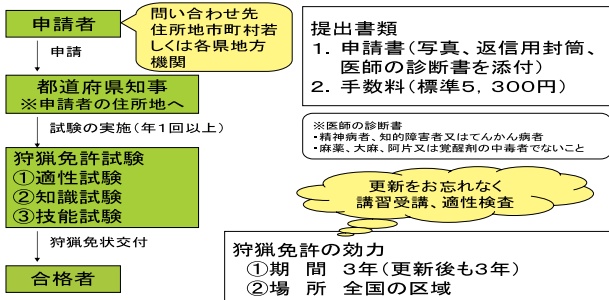 申請者
問い合わせ先
住所地市町村若
しくは各県地方
機関
申請
都道府県知事
※申請者の住所地へ
試験の実施(年1回以上)
狩猟免許試験
①適性試験
②知識試験
③技能試験
狩猟免状交付
合格者
提出書類
1. 申請書(写真、返信用封筒、
医師の診断書を添付)
2. 手数料(標準5,300円)
※医師の診断書
・精神病者、知的障害者又はてんかん病者
・麻薬、大麻、阿片又は覚醒剤の中毒者でないこと
更新をお忘れなく
講習受講、適性検査
狩猟免許の効力
①期 間 3年(更新後も3年)
②場 所 全国の区域